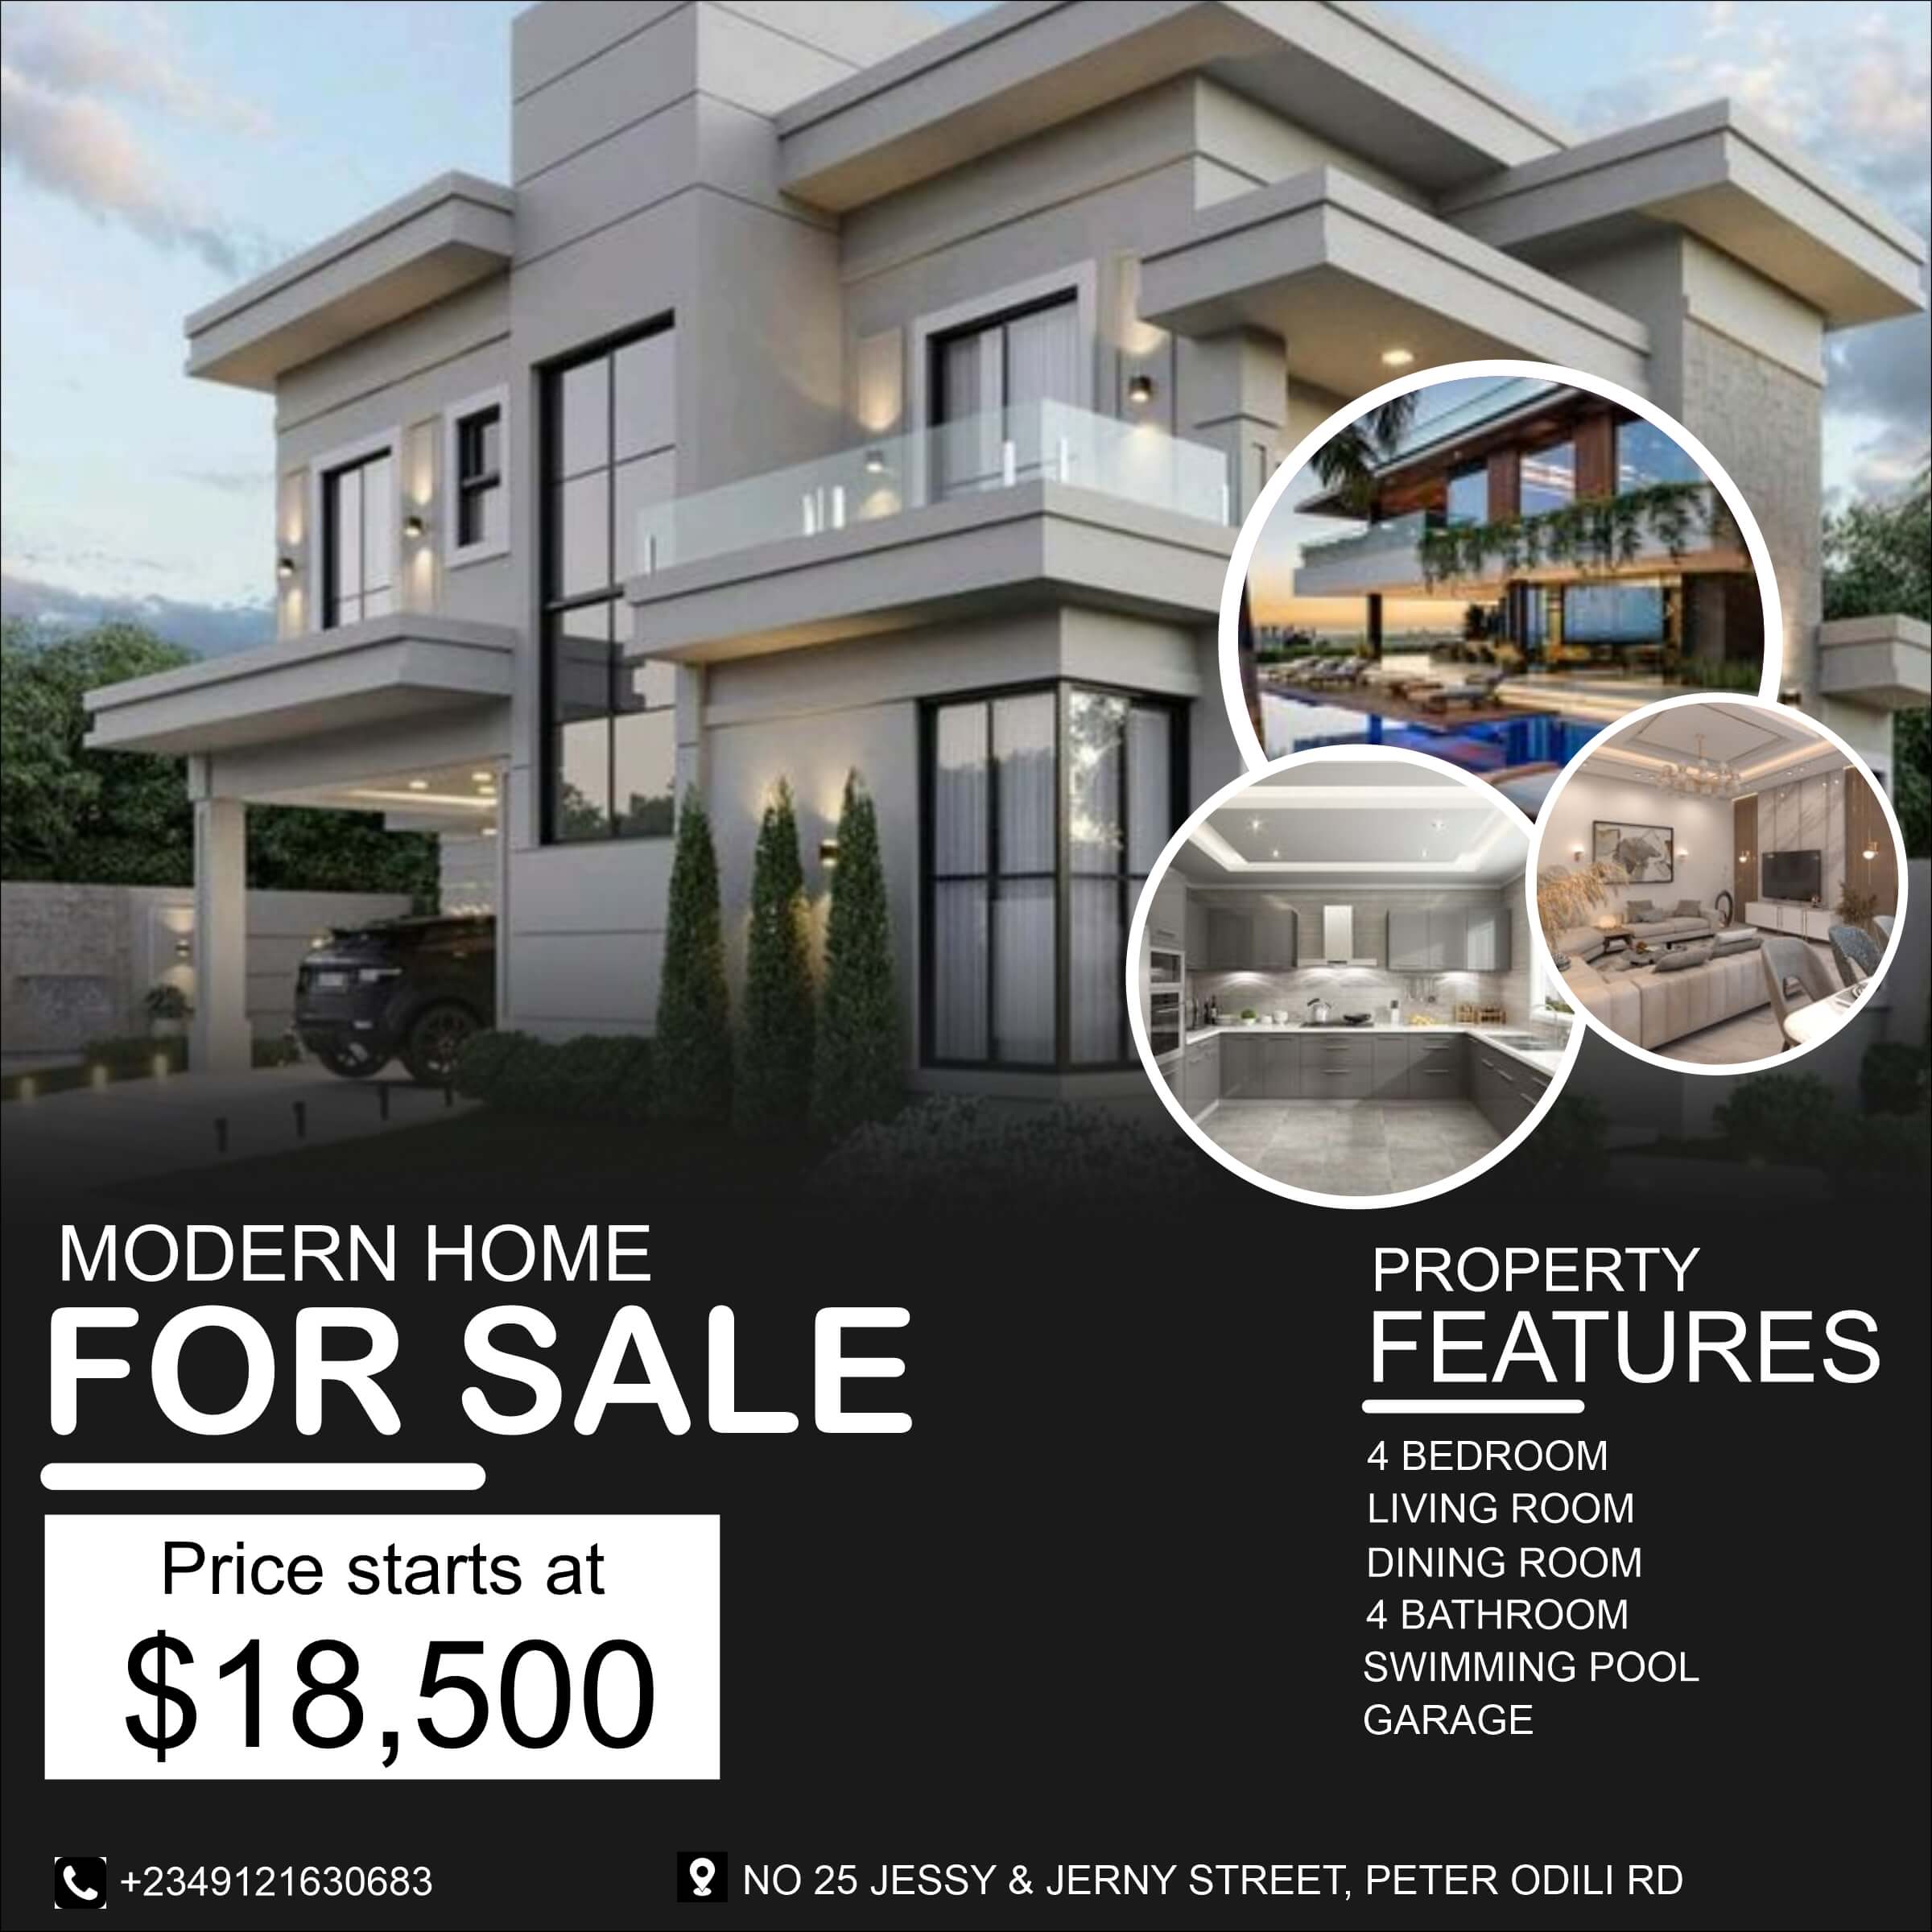 MODERN HOME
FOR SALE
Price starts at
$18,500
PROPERTY
FEATURES
4 BEDROOM
LIVING ROOM
DINING ROOM
4 BATHROOM
SWIMMING POOL
GARAGE
+2349121630683
NO 25 JESSY & JERNY STREET, PETER ODILI RD